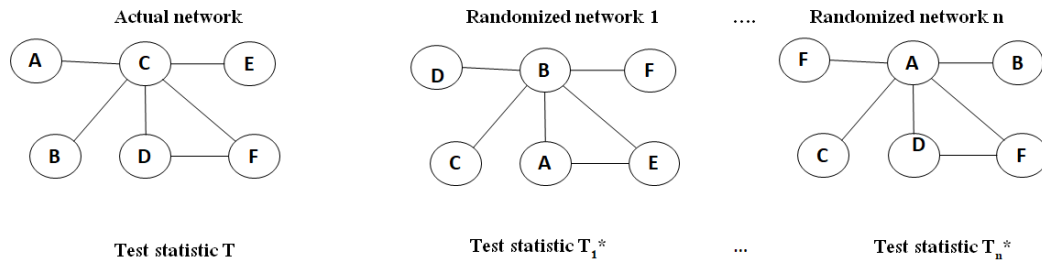 Actual network
Randomized network 1
....
Randomized network n
A
C
E
B
D
F
D
B
F
C
A
E
F
A
B
C
D
F
Test statistic T
Test statistic T₁*
...
Test statistic Tₙ*